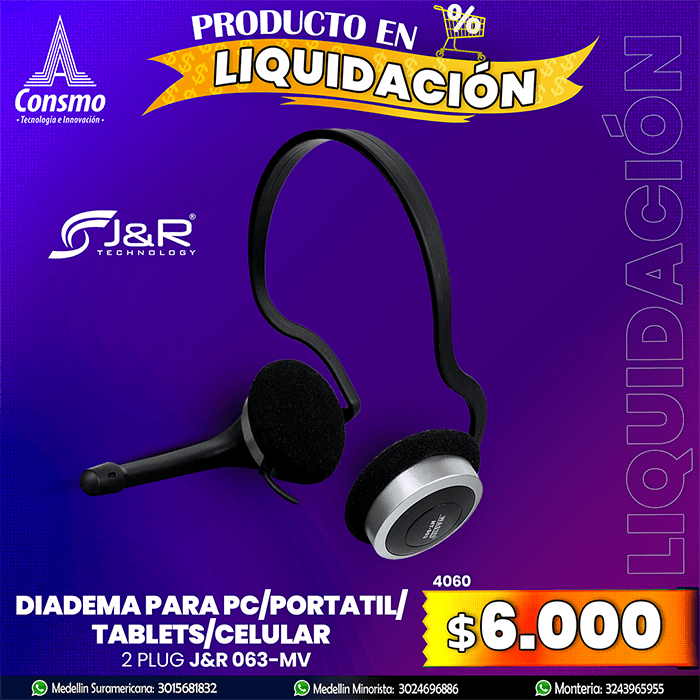 PRODUCTO EN
%
LIQUIDACIÓN
Consmo
• Tecnología e Innovación •
LIQUIDACIÓN
J&R®
TECHNOLOGY
4060
DIADEMA PARA PC/PORTATIL/
TABLETS/CELULAR
2 PLUG J&R 063-MV
$6.000
Medellin Suramericana: 3015681832
Medellin Minorista: 3024696886
Monteria: 3243965955